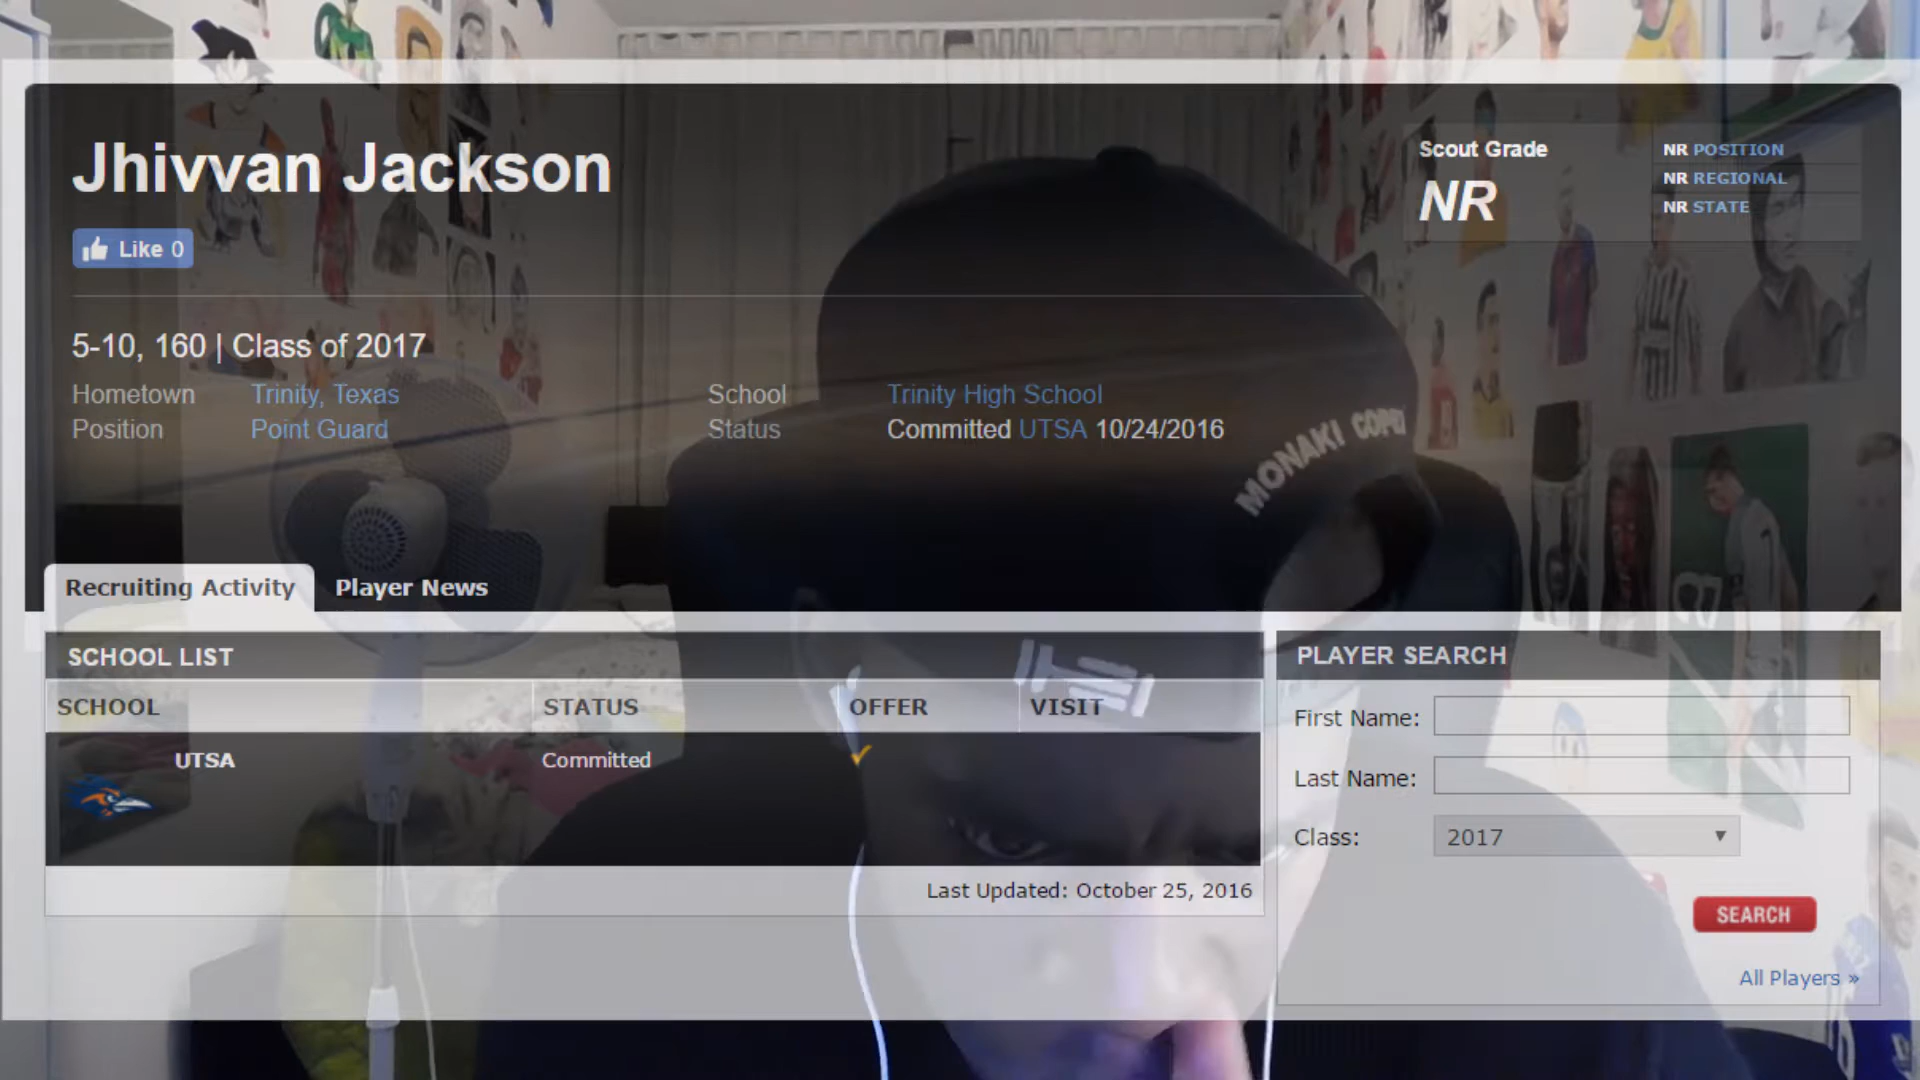 Jhivvan Jackson
Like 0
Scout Grade
NR
NR POSITION
NR REGIONAL
NR STATE
5-10, 160 | Class of 2017
Hometown Trinity, Texas
School Trinity High School
Position Point Guard
Status Committed UTSA 10/24/2016
MONAKI
Recruiting Activity
Player News
SCHOOL LIST
SCHOOL STATUS OFFER VISIT
UTSA Committed
Last Updated: October 25, 2016
PLAYER SEARCH
First Name:
Last Name:
Class: 2017
SEARCH
All Players »